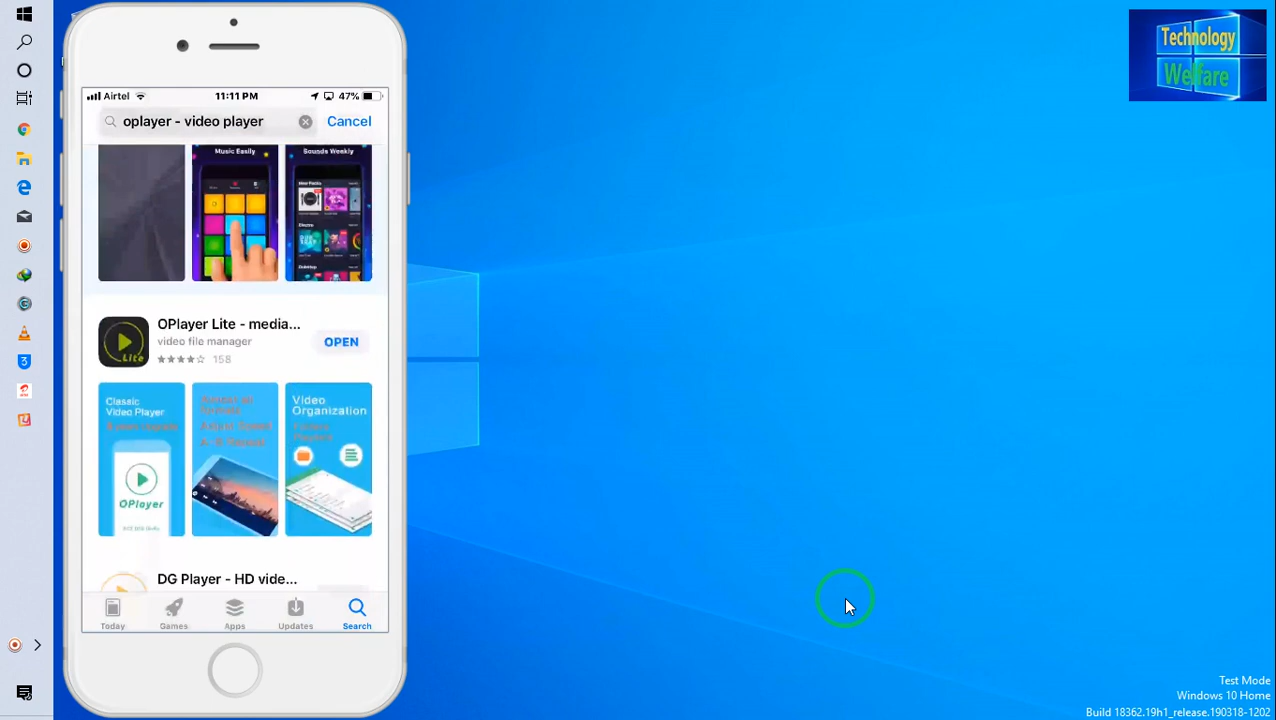 Technology
Welfare
Airtel
11:11 PM
47%
oplayer - video player
Cancel
Music Easily
Sounds Weekly
OPlayer Lite - media...
OPEN
video file manager
158
Lite
Classic
Video Player
Video
Organization
OPlayer
DG Player - HD vide...
Today
Games
Apps
Updates
Search
Test Mode
Windows 10 Home
Build 18362.19h1_release.190318-1202